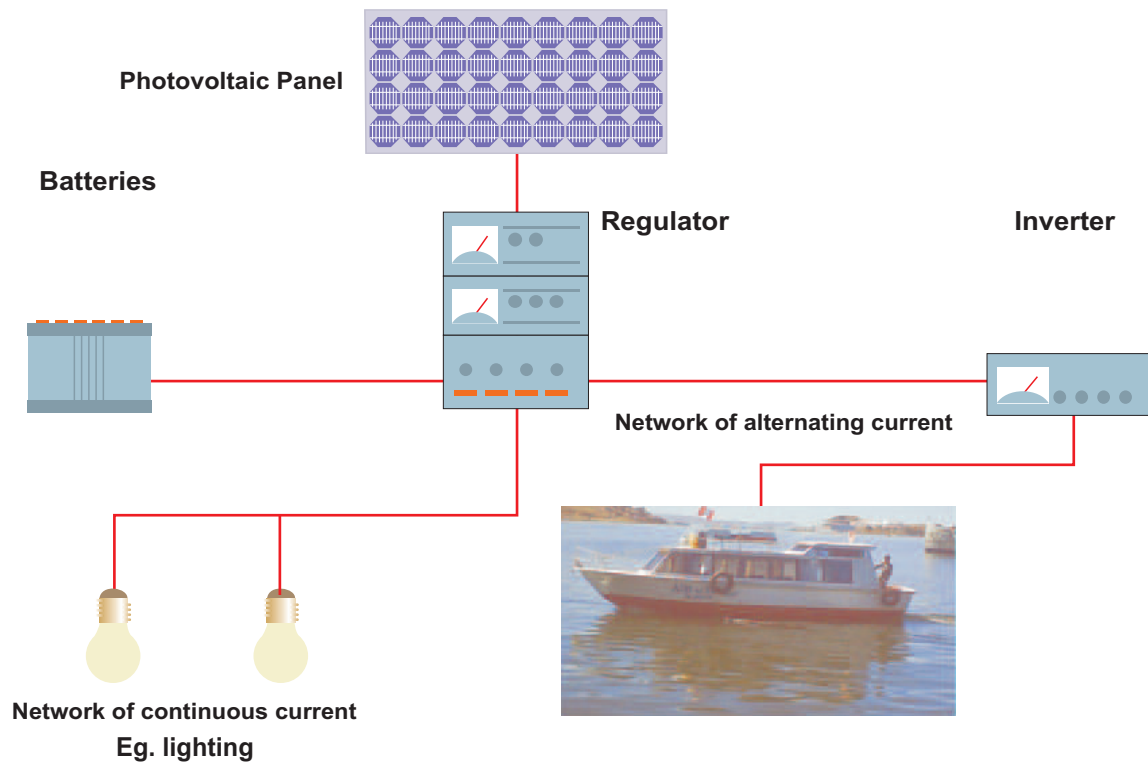 Photovoltaic Panel
Batteries
Regulator
Inverter
Network of alternating current
Network of continuous current
Eg. lighting